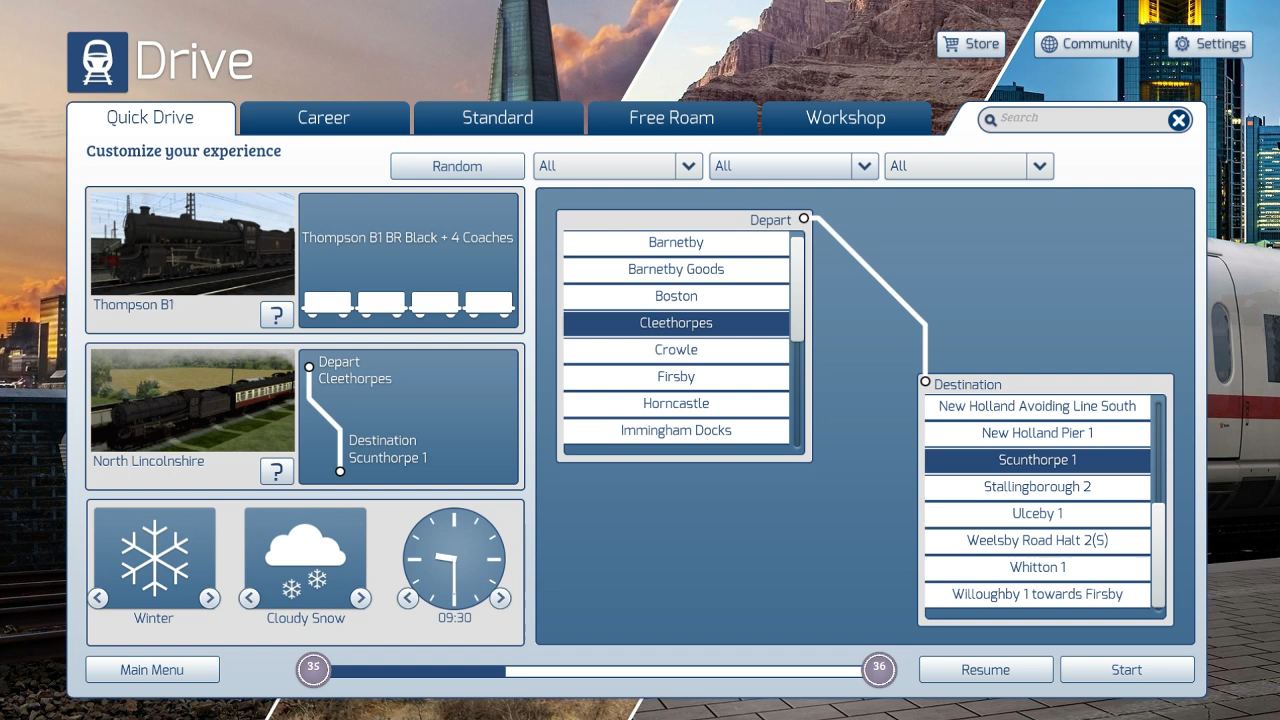 Drive
Store
Community
Settings
Quick Drive
Career
Standard
Free Roam
Workshop
Search
Customize your experience
Random
All
All
All
Thompson B1 BR Black + 4 Coaches
Thompson B1
?
Depart
Cleethorpes
Destination
Scunthorpe 1
North Lincolnshire
?
Winter
Cloudy Snow
09:30
Depart
Barnetby
Barnetby Goods
Boston
Cleethorpes
Crowle
Firsby
Horncastle
Immingham Docks
Destination
New Holland Avoiding Line South
New Holland Pier 1
Scunthorpe 1
Stallingborough 2
Ulceby 1
Weelsby Road Halt 2(S)
Whitton 1
Willoughby 1 towards Firsby
Main Menu
35
36
Resume
Start